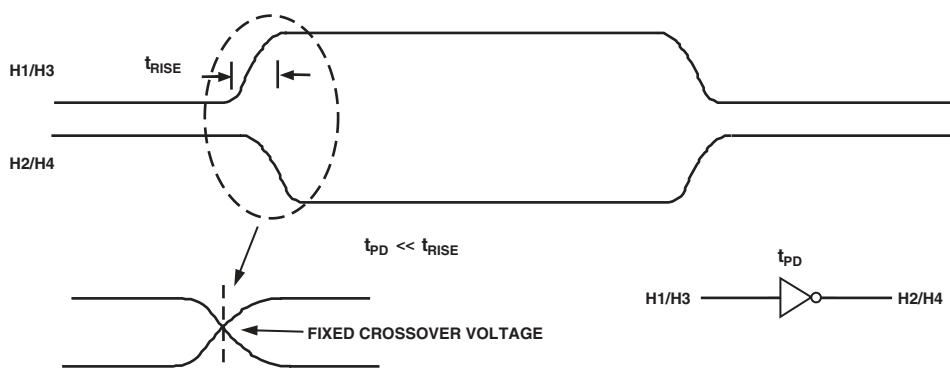 H1/H3
tRISE
H2/H4
tPD << tRISE
FIXED CROSSOVER VOLTAGE
tPD
H1/H3
H2/H4